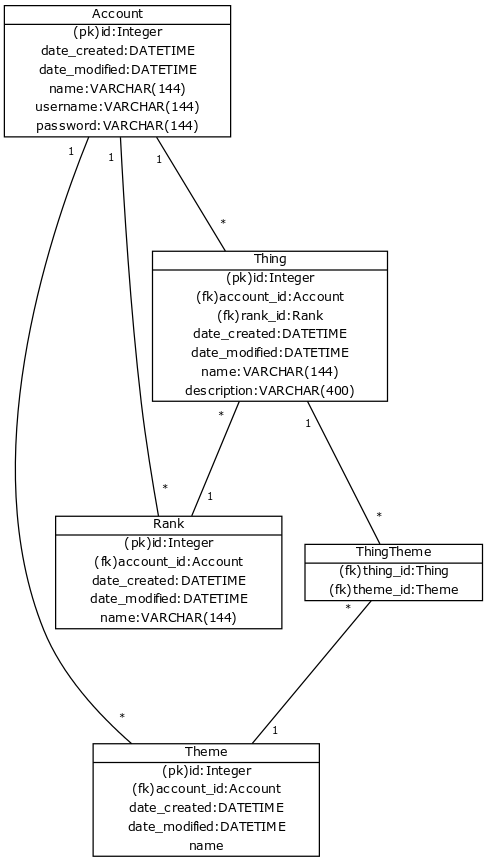 Account
(pk)id:Integer
date_created:DATETIME
date_modified:DATETIME
name:VARCHAR(144)
username:VARCHAR(144)
password:VARCHAR(144)
1
1
1
*
Thing
(pk)id:Integer
(fk)account_id:Account
(fk)rank_id:Rank
date_created:DATETIME
date_modified:DATETIME
name:VARCHAR(144)
description:VARCHAR(400)
*
1
*
1
*
Rank
(pk)id:Integer
(fk)account_id:Account
date_created:DATETIME
date_modified:DATETIME
name:VARCHAR(144)
ThingTheme
(fk)thing_id:Thing
(fk)theme_id:Theme
*
*
1
Theme
(pk)id:Integer
(fk)account_id:Account
date_created:DATETIME
date_modified:DATETIME
name